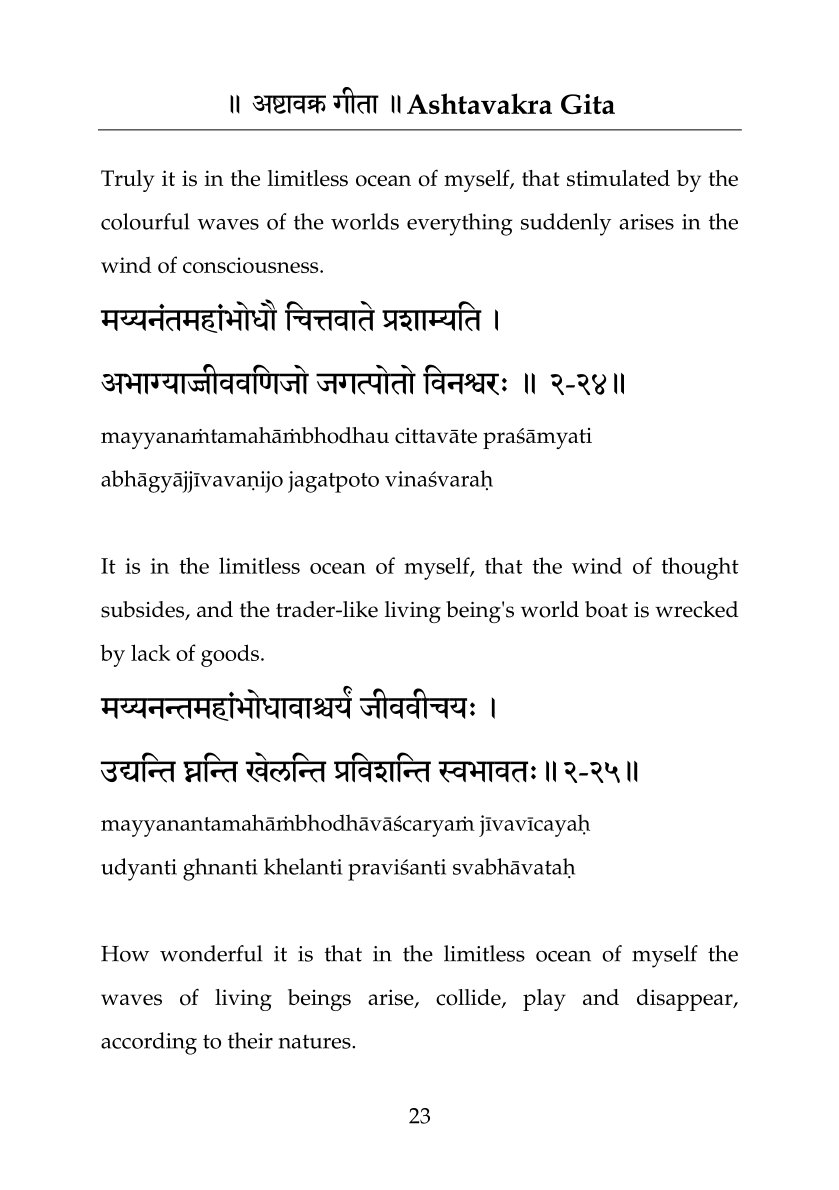 ॥ अष्टावक्र गीता ॥ Ashtavakra Gita
Truly it is in the limitless ocean of myself, that stimulated by the
colourful waves of the worlds everything suddenly arises in the
wind of consciousness.
मय्यनंतमहांभोधौ चित्तवाते प्रशाम्यति ।
अभाग्याज्जीववणिजो जगत्पोतो विनश्वरः ॥ २-२४॥
mayyanaṁtamahāṁbhodhau cittavāte praśāmyati
abhāgyājjīvavaṇijo jagatpoto vinaśvaraḥ
It is in the limitless ocean of myself, that the wind of thought
subsides, and the trader-like living being's world boat is wrecked
by lack of goods.
मय्यनन्तमहांभोधावाश्चर्यं जीववीचयः ।
उद्यन्ति घ्नन्ति खेलन्ति प्रविशन्ति स्वभावतः॥ २-२५॥
mayyanantamahāṁbhodhāvāścaryaṁ jīvavīcayaḥ
udyanti ghnanti khelanti praviśanti svabhāvataḥ
How wonderful it is that in the limitless ocean of myself the
waves of living beings arise, collide, play and disappear,
according to their natures.
23